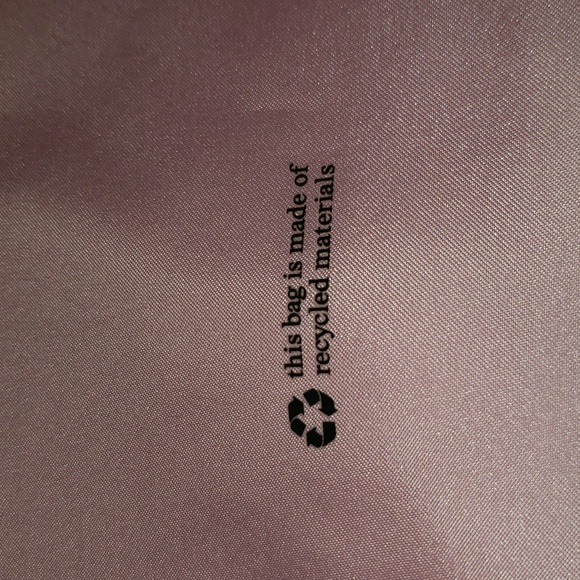 this bag is made of
recycled materials